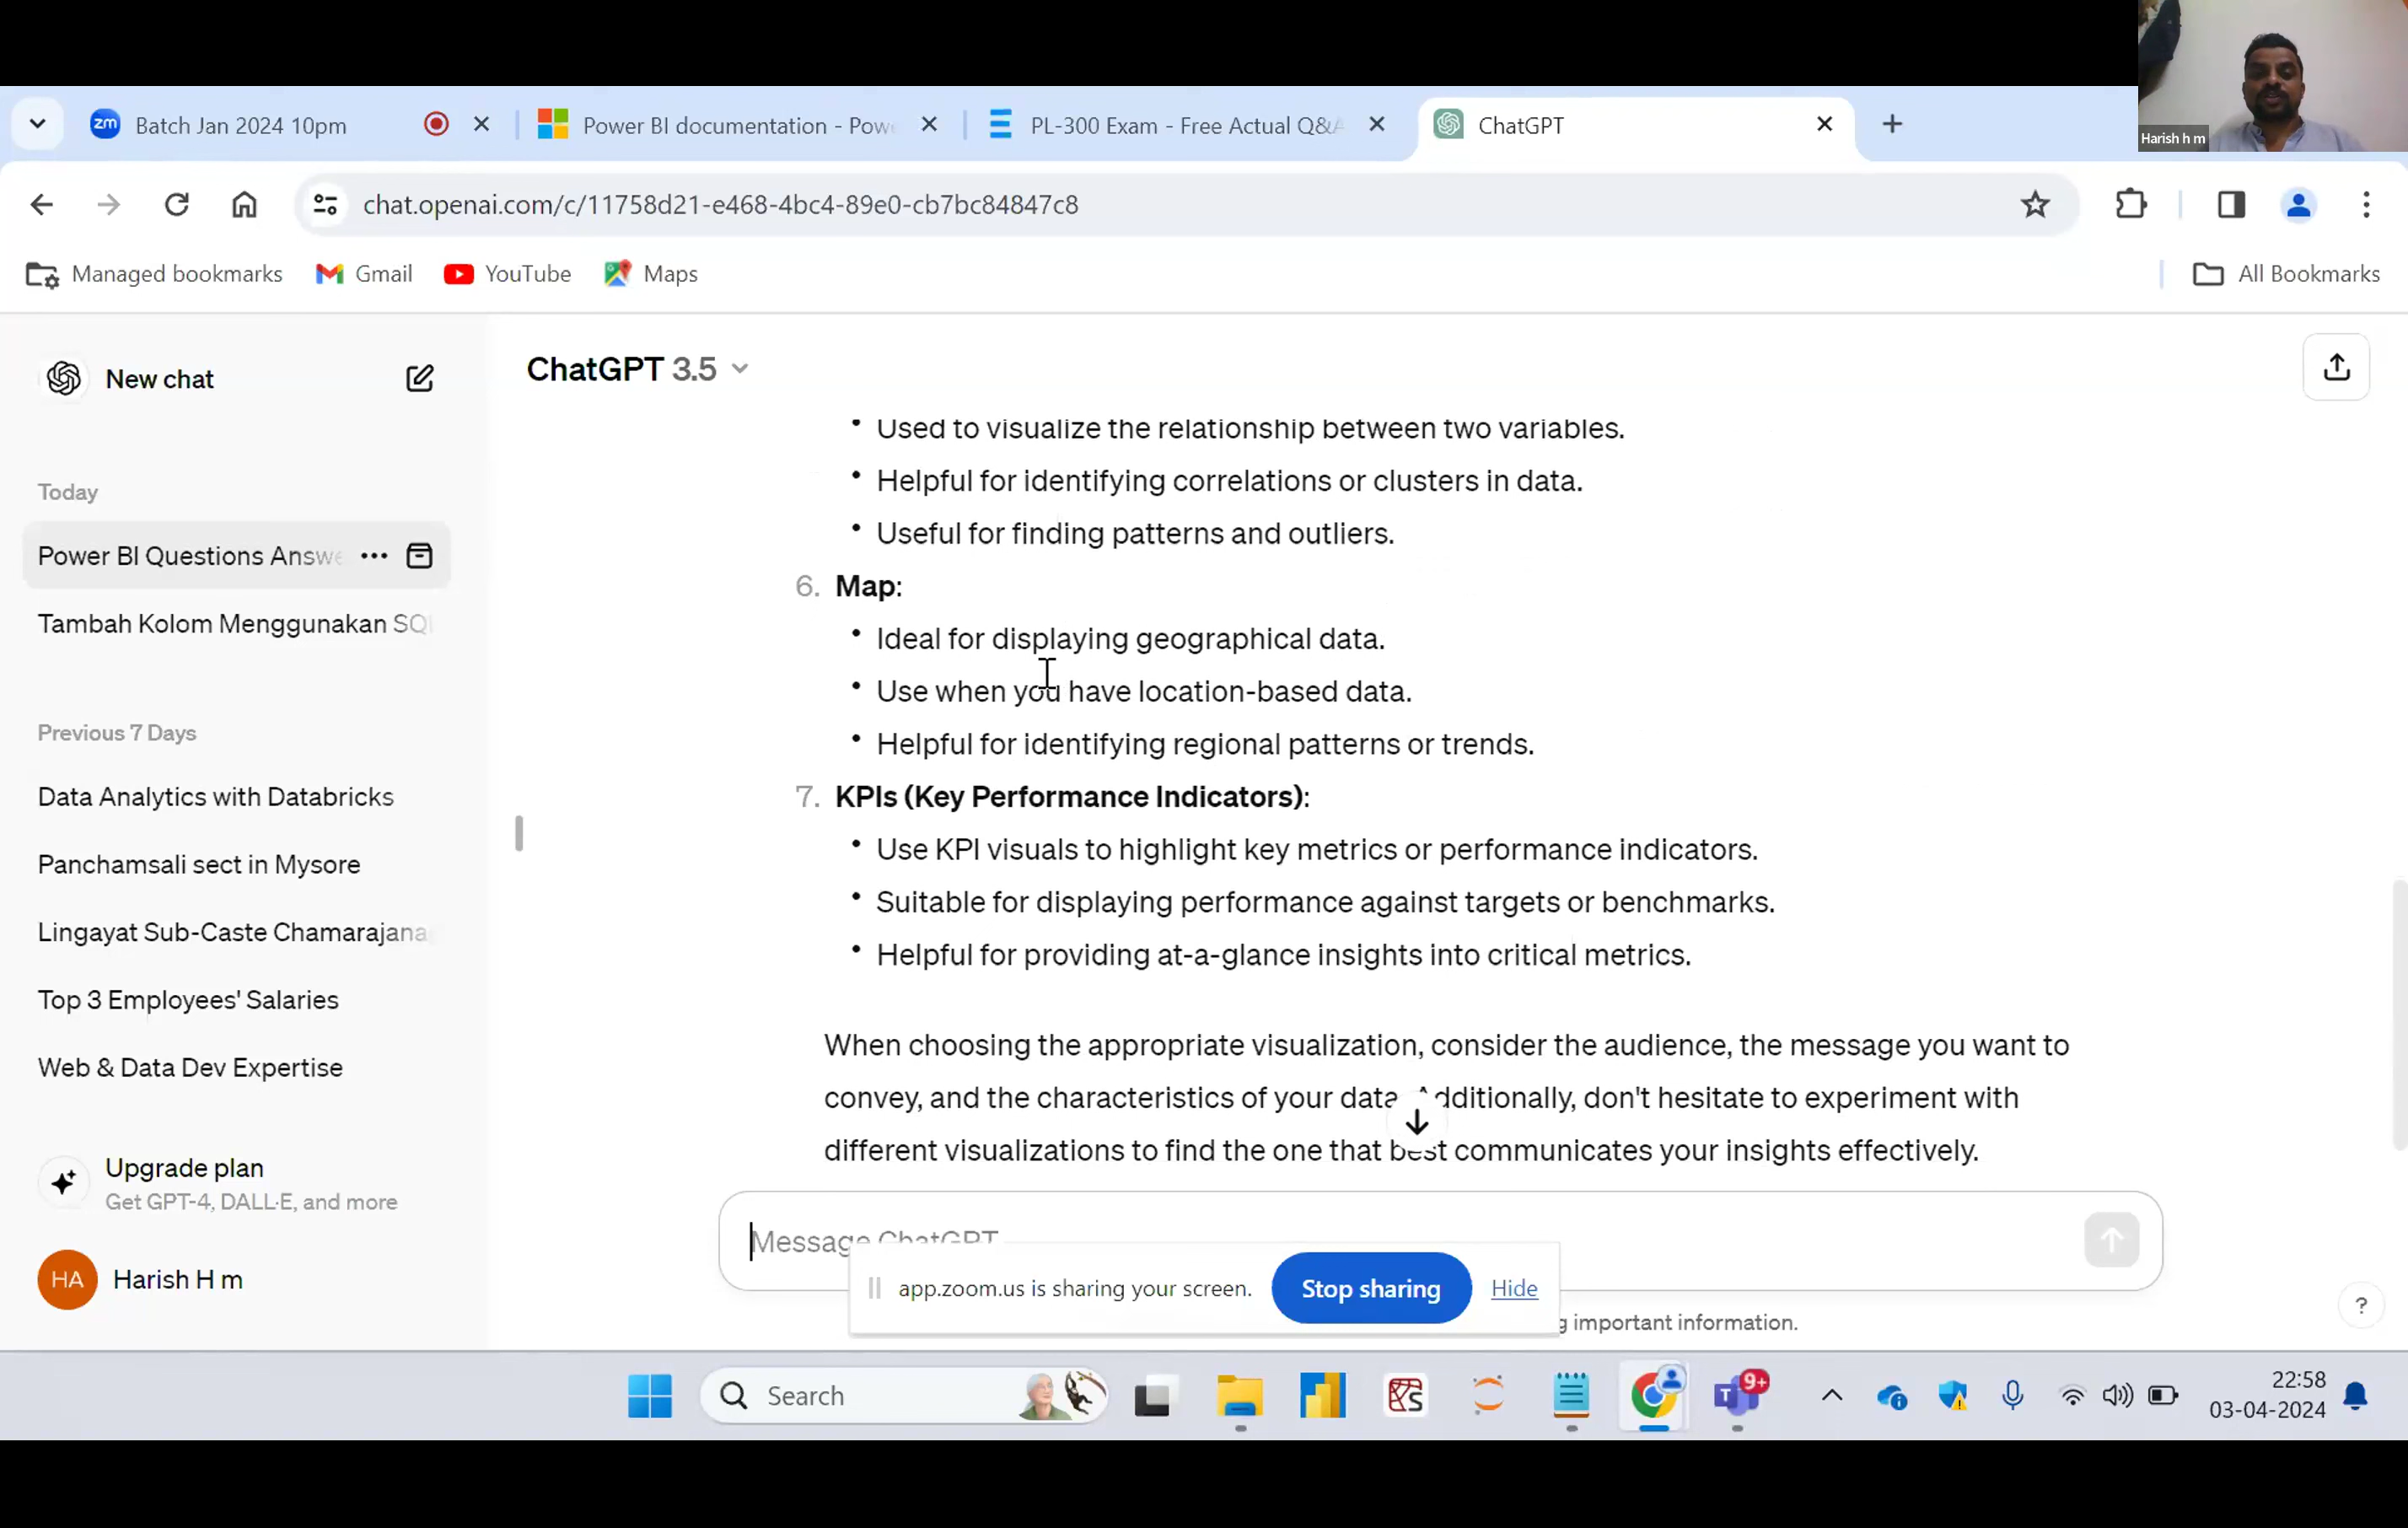 Harish h m
zm Batch Jan 2024 10pm
Power BI documentation - Pow
PL-300 Exam - Free Actual Q&
ChatGPT
chat.openai.com/c/11758d21-e468-4bc4-89e0-cb7bc84847c8
Managed bookmarks
Gmail
YouTube
Maps
All Bookmarks
New chat
Today
Power BI Questions Answe
Tambah Kolom Menggunakan SQ
Previous 7 Days
Data Analytics with Databricks
Panchamsali sect in Mysore
Lingayat Sub-Caste Chamarajana
Top 3 Employees' Salaries
Web & Data Dev Expertise
Upgrade plan
Get GPT-4, DALL·E, and more
HA Harish H m
ChatGPT 3.5
• Used to visualize the relationship between two variables.
• Helpful for identifying correlations or clusters in data.
• Useful for finding patterns and outliers.
6. Map:
• Ideal for displaying geographical data.
• Use when you have location-based data.
• Helpful for identifying regional patterns or trends.
7. KPIs (Key Performance Indicators):
• Use KPI visuals to highlight key metrics or performance indicators.
• Suitable for displaying performance against targets or benchmarks.
• Helpful for providing at-a-glance insights into critical metrics.
When choosing the appropriate visualization, consider the audience, the message you want to
convey, and the characteristics of your data. Additionally, don't hesitate to experiment with
different visualizations to find the one that best communicates your insights effectively.
Message ChatGPT
app.zoom.us is sharing your screen.
Stop sharing
Hide
g important information.
?
Search
T 9+
22:58
03-04-2024